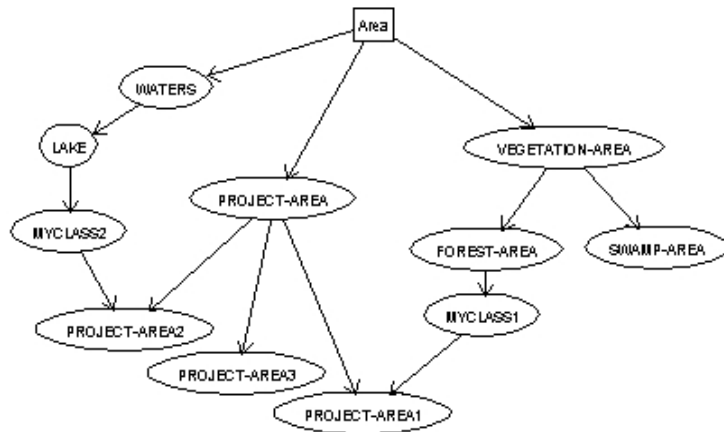 Area
WATERS
LAKE
VEGETATION-AREA
PROJECT-AREA
MYCLASS2
FOREST-AREA
SWAMP-AREA
PROJECT-AREA2
MYCLASS1
PROJECT-AREA3
PROJECT-AREA1